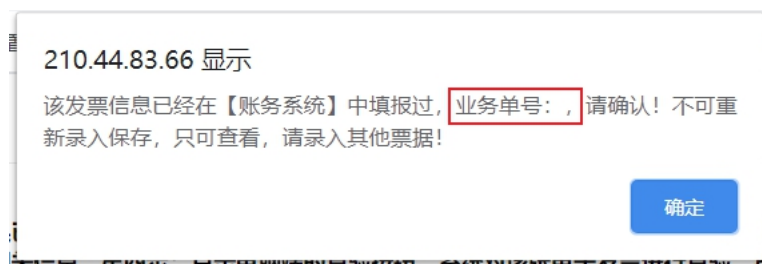 210.44.83.66 显示
该发票信息已经在【账务系统】中填报过，业务单号：，请确认！不可重
新录入保存，只可查看，请录入其他票据！
确定